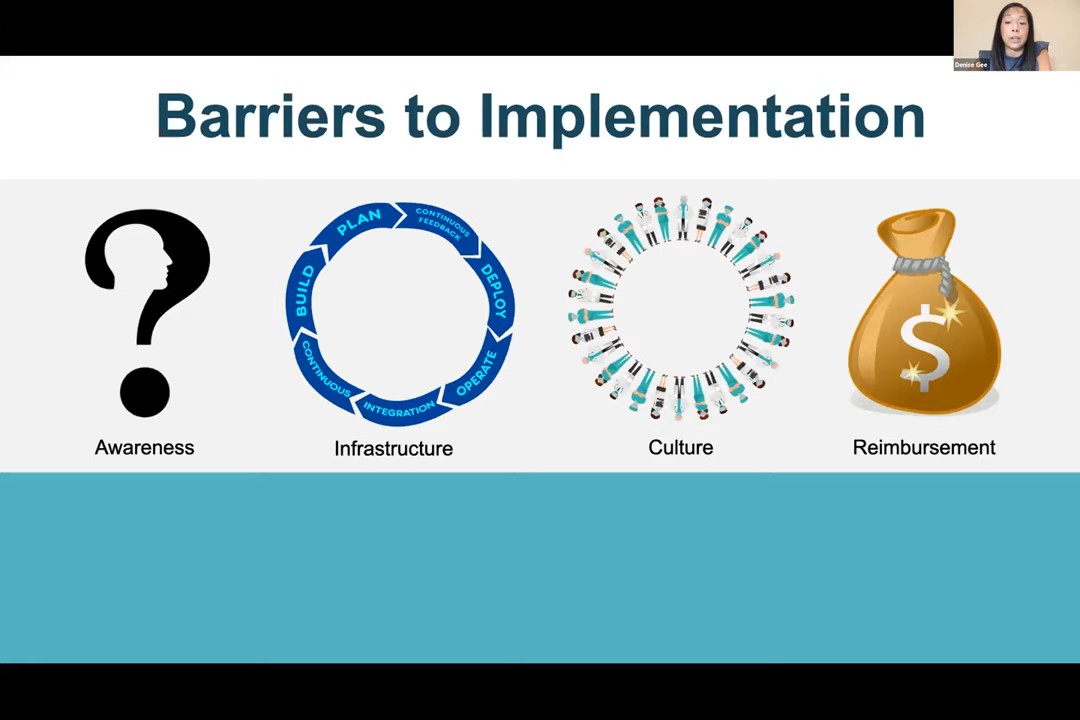 Denise Gee
Barriers to Implementation
PLAN
CONTINUOUS
FEEDBACK
DEPLOY
OPERATE
INTEGRATION
CONTINUOUS
BUILD
$
Awareness
Infrastructure
Culture
Reimbursement